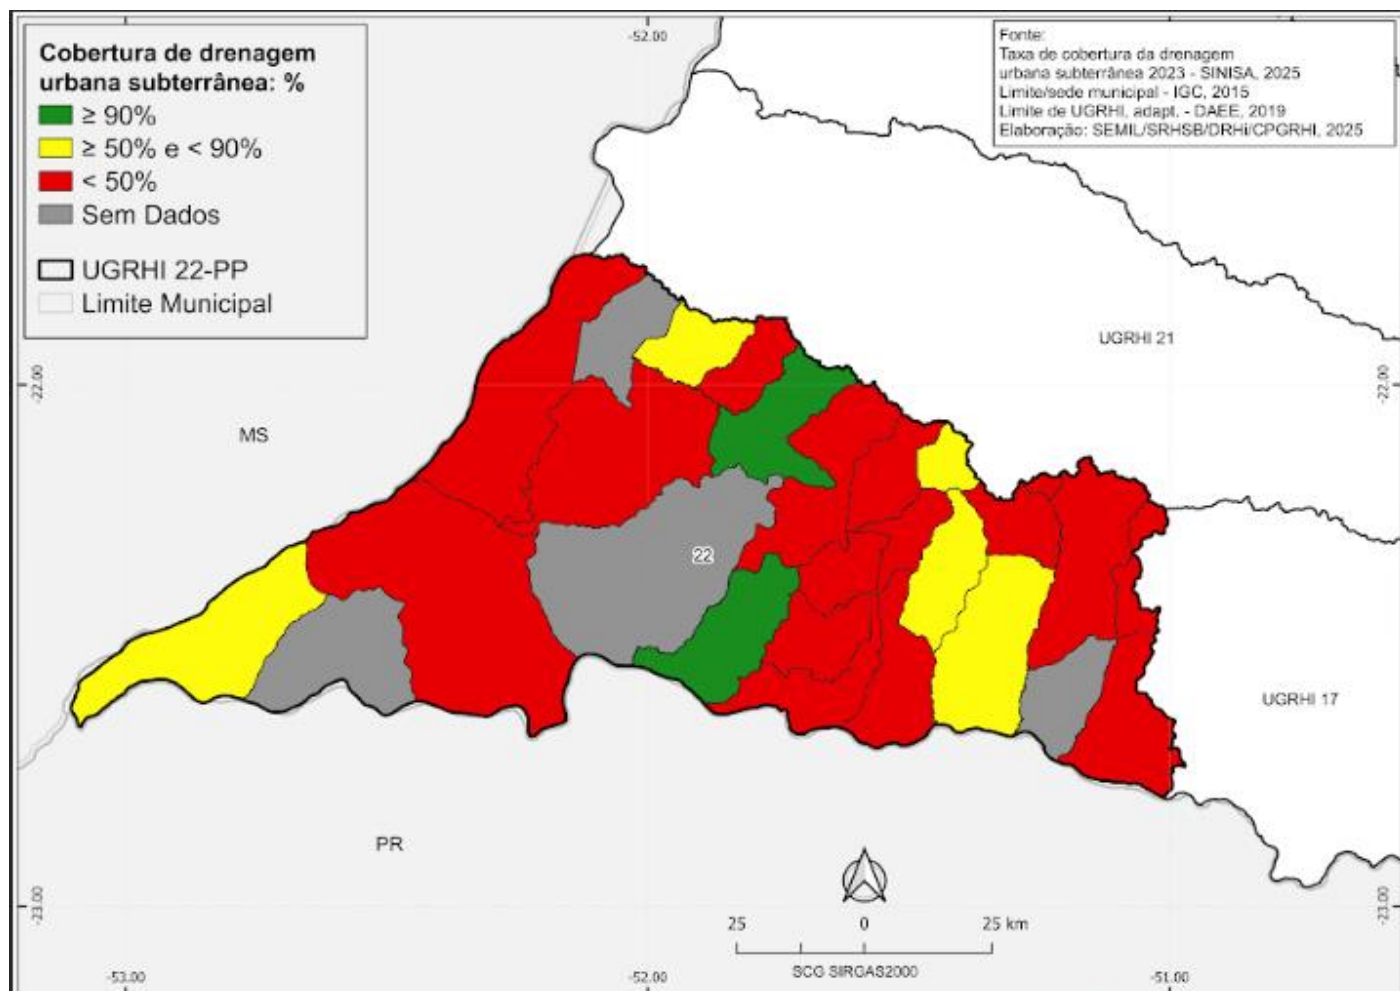 Cobertura de drenagem
urbana subterrânea: %
≥ 90%
≥ 50% e < 90%
< 50%
Sem Dados
UGRHI 22-PP
Limite Municipal
Fonte:
Taxa de cobertura da drenagem
urbana subterrânea 2023 - SINISA, 2025
Limite/sede municipal - IGC, 2015
Limite de UGRHI, adapt. - DAEE, 2019
Elaboração: SEMIL/SRHSB/DRHi/CPGRHI, 2025
-52.00
UGRHI 21
-22.00
-22.00
MS
22
UGRHI 17
PR
-23.00
-23.00
25 0 25 km
SCG SIRGAS2000
-53.00
-52.00
-51.00